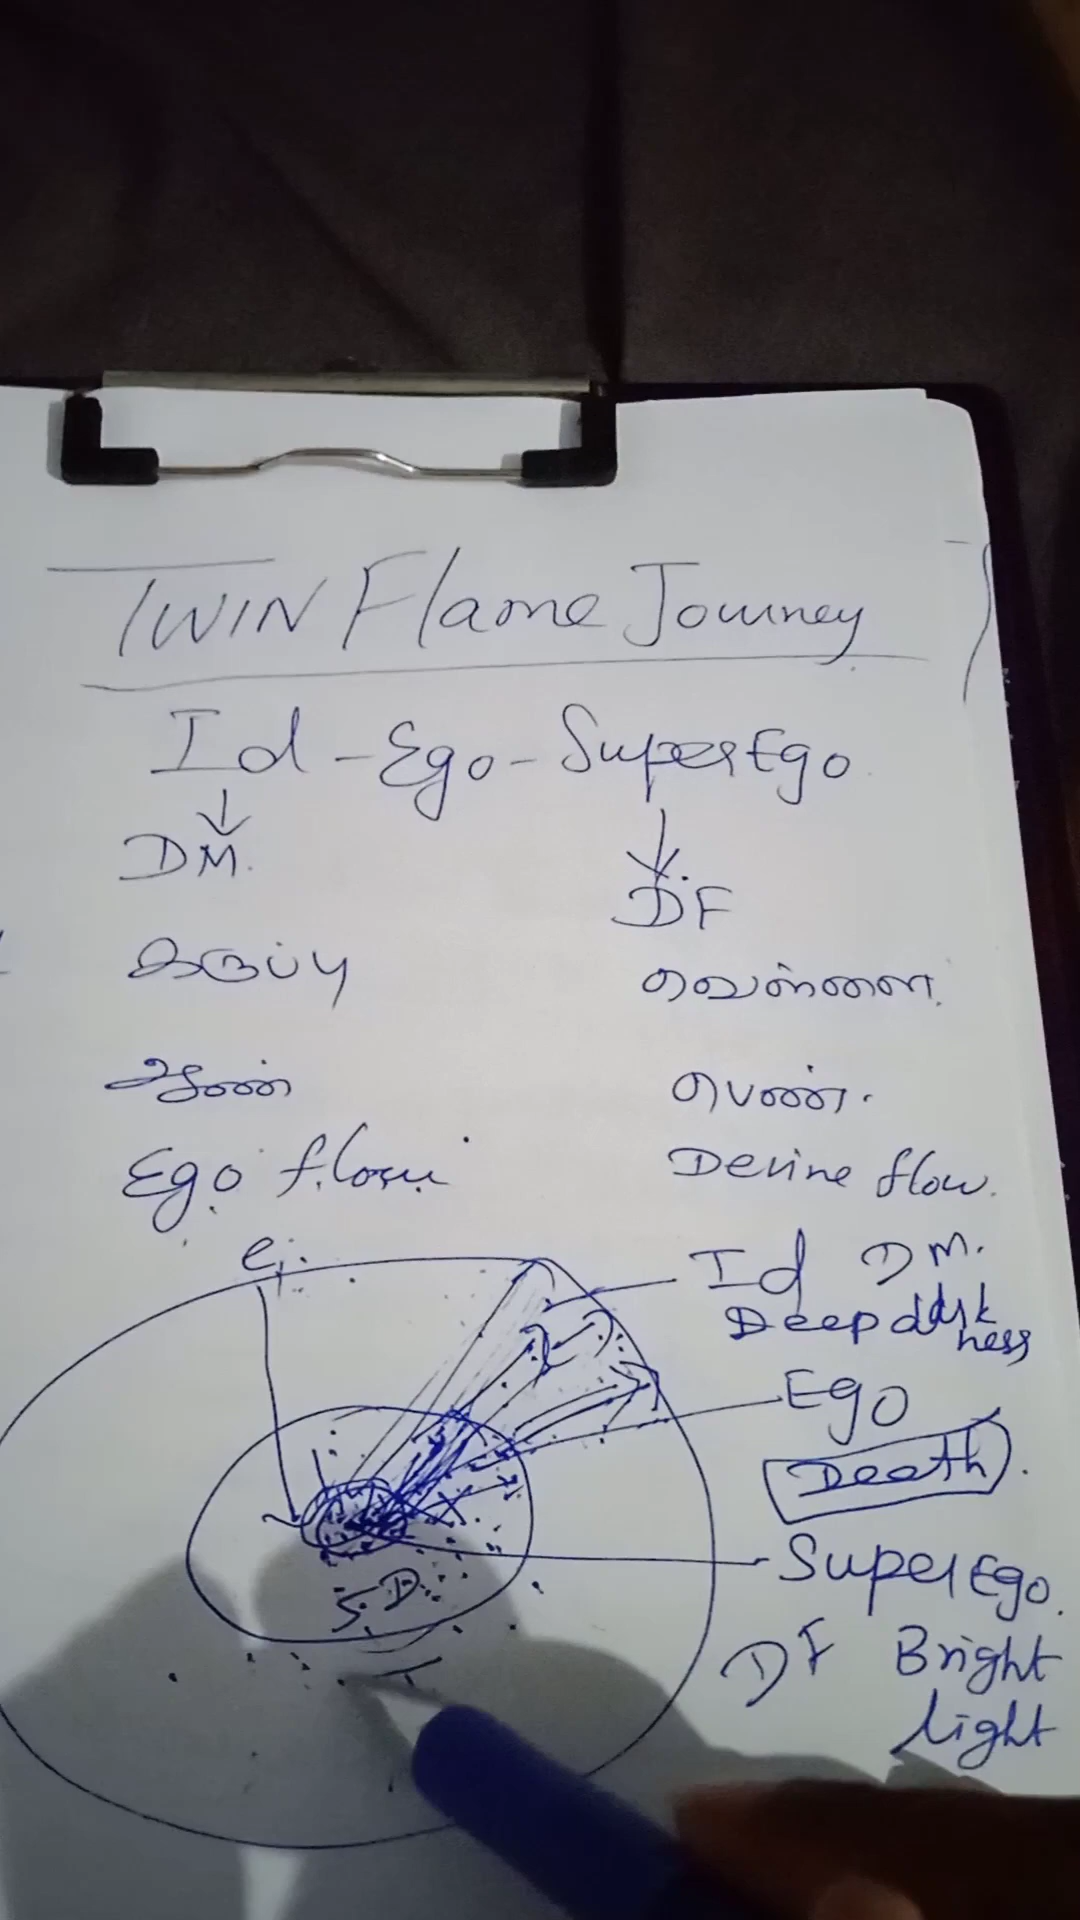 TWIN Flame Journey
Id - Ego - SuperEgo
DM.
DF
கருப்பு
வெள்ளை
ஆண்
பெண்.
Ego flow
Devine flow.
Id DM.
Deep darkness
Ego
Death.
SuperEgo.
5-D
DF Bright
light